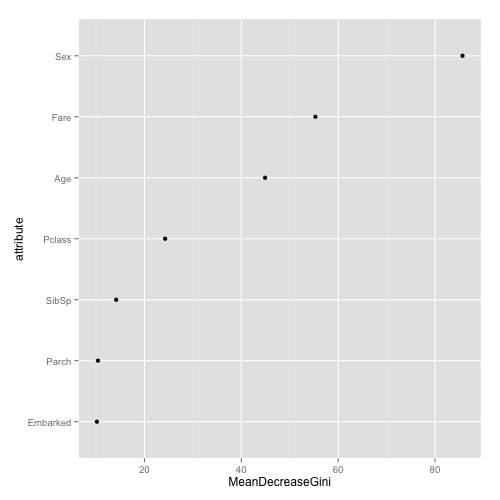 Sex
Fare
Age
Pclass
SibSp
Parch
Embarked
attribute
20 40 60 80
MeanDecreaseGini